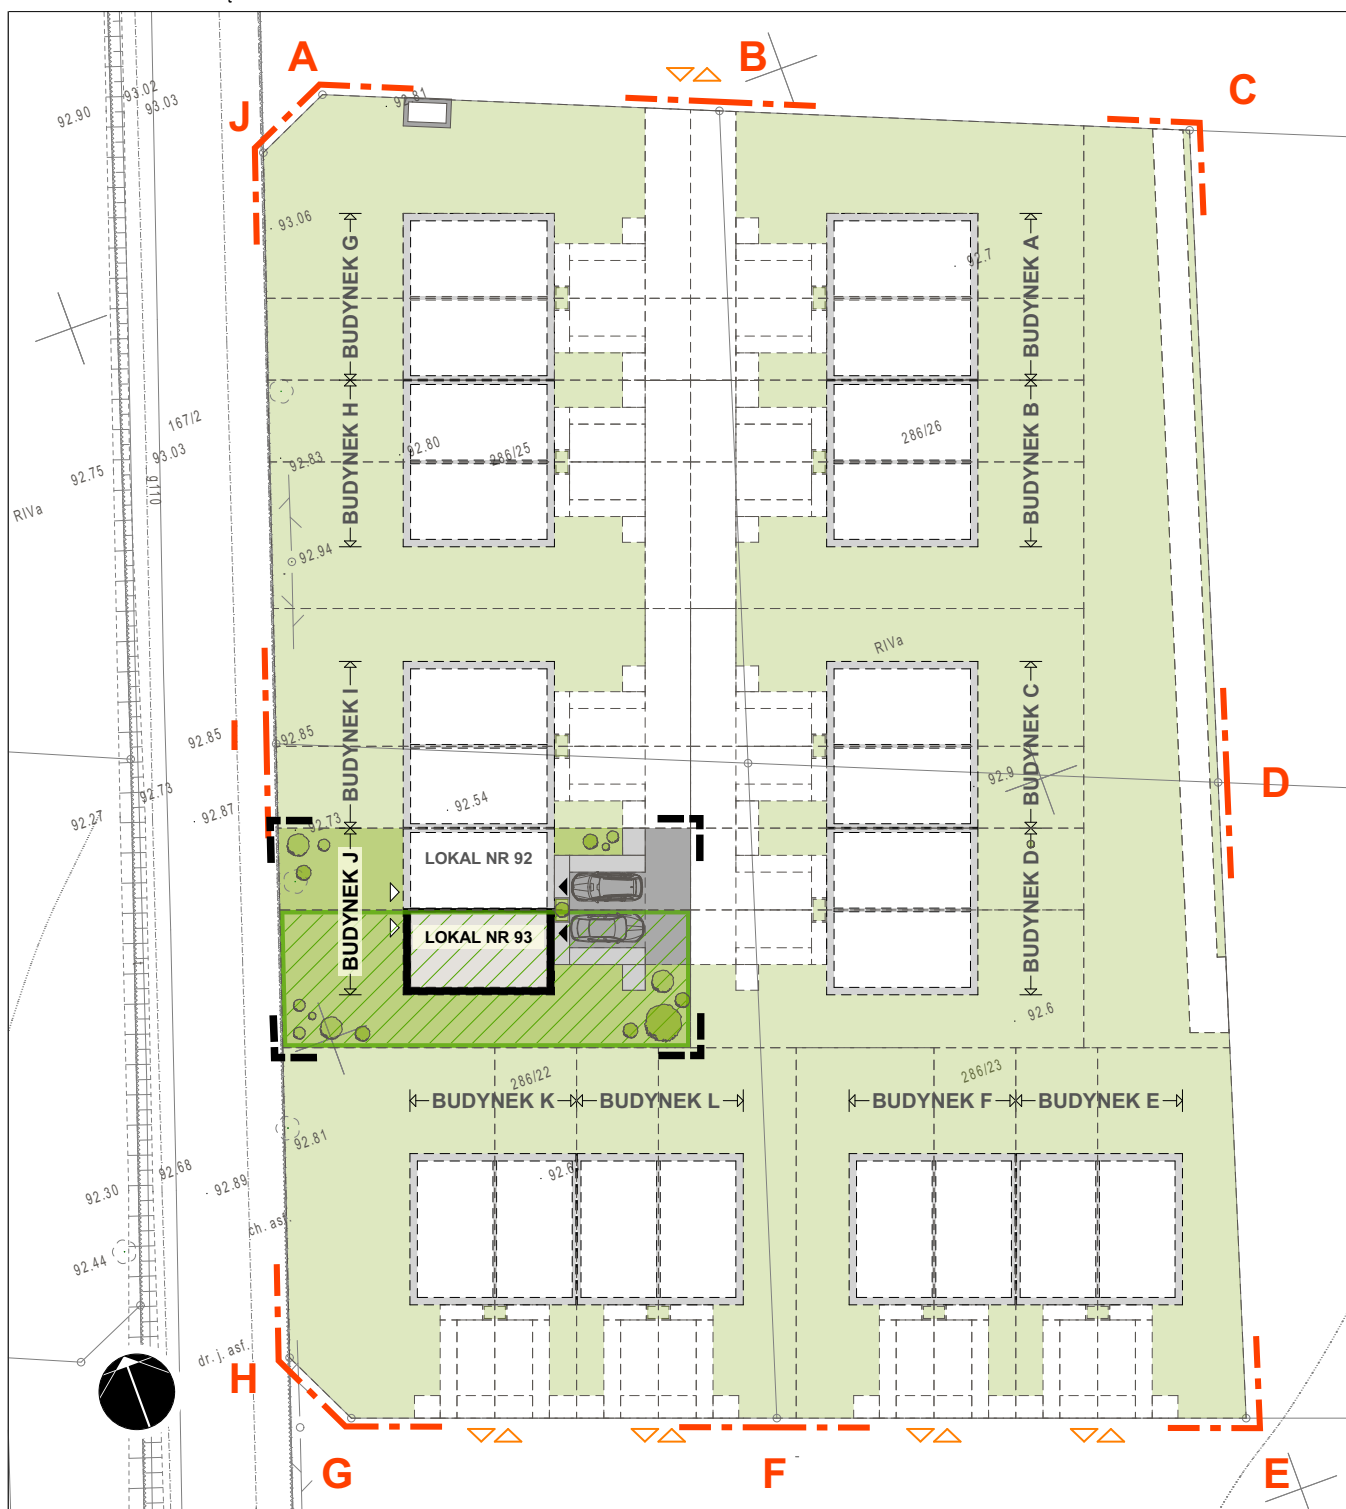 A
B
C
J
92.90
93.02
93.03
92.81
93.06
BUDYNEK G
BUDYNEK A
92.7
167/2
93.03
92.75
g110
RIVa
92.83
92.80
286/25
286/26
BUDYNEK H
BUDYNEK B
92.94
RIVa
BUDYNEK I
BUDYNEK C
92.85
92.85
I
92.73
92.27
92.87
92.73
92.54
92.9
D
LOKAL NR 92
BUDYNEK J
LOKAL NR 93
BUDYNEK D
92.6
286/22
286/23
BUDYNEK K
BUDYNEK L
BUDYNEK F
BUDYNEK E
92.81
92.68
92.30
92.89
92.6
ch. asf.
92.44
dr. j. asf.
H
G
F
E